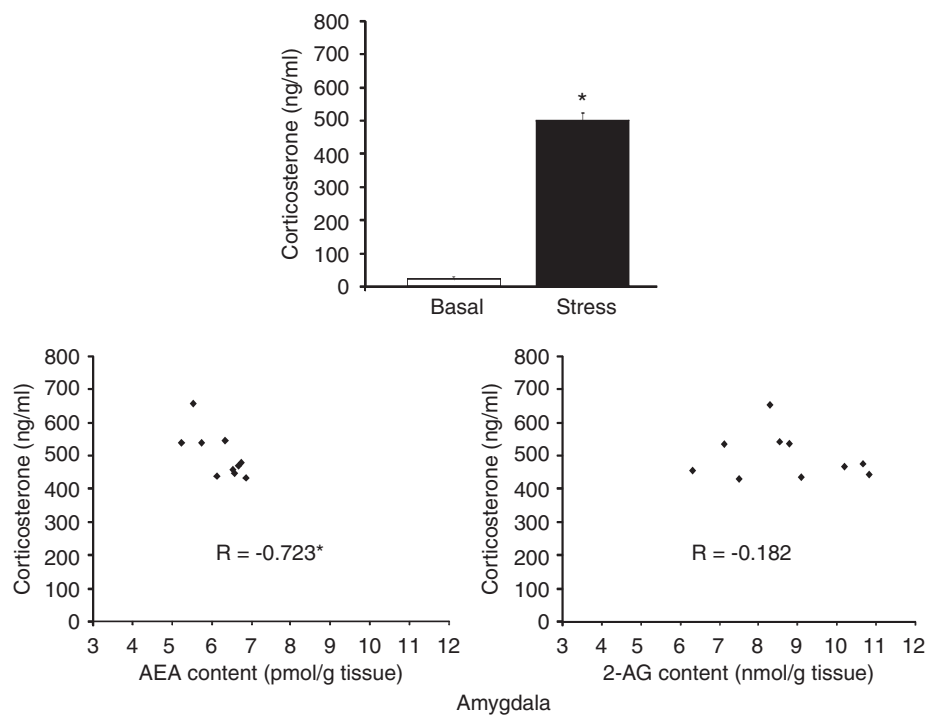 Corticosterone (ng/ml)
800
700
600
500
400
300
200
100
0
*
Basal Stress
Corticosterone (ng/ml)
800
700
600
500
400
300
200
100
0
R = -0.723*
3 4 5 6 7 8 9 10 11 12
AEA content (pmol/g tissue)
Corticosterone (ng/ml)
800
700
600
500
400
300
200
100
0
R = -0.182
3 4 5 6 7 8 9 10 11 12
2-AG content (nmol/g tissue)
Amygdala